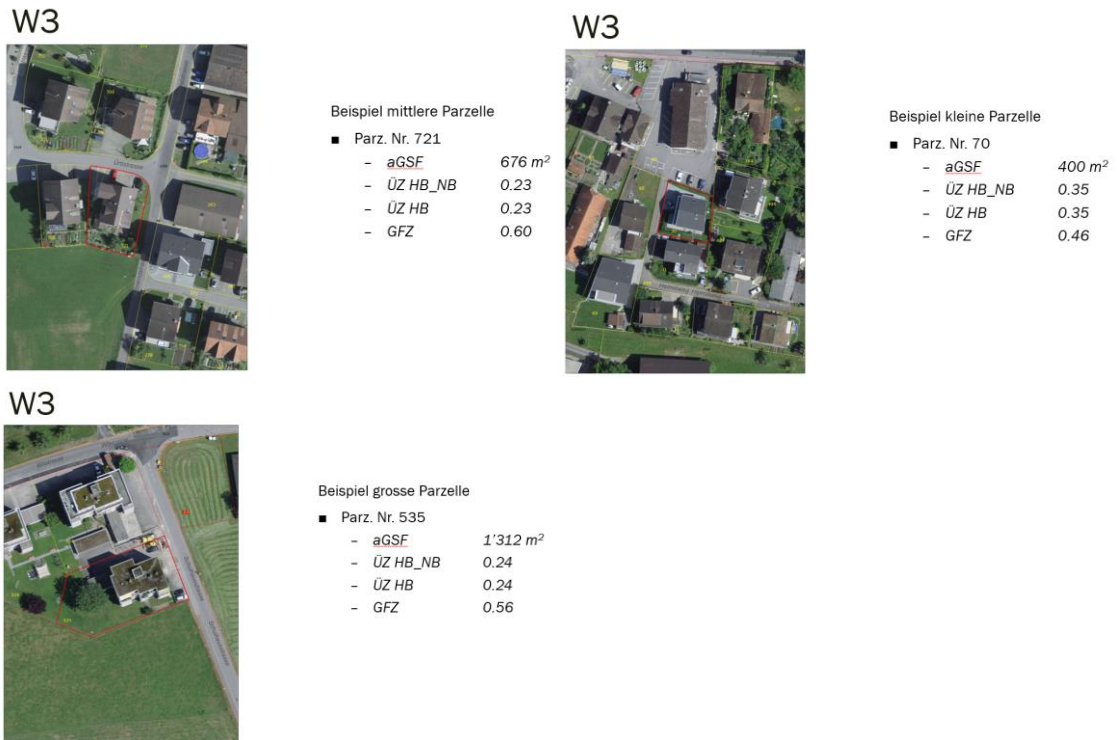 W3
Beispiel mittlere Parzelle
■ Parz. Nr. 721
– aGSF 676 m²
– ÜZ HB_NB 0.23
– ÜZ HB 0.23
– GFZ 0.60
W3
Beispiel kleine Parzelle
■ Parz. Nr. 70
– aGSF 400 m²
– ÜZ HB_NB 0.35
– ÜZ HB 0.35
– GFZ 0.46
W3
Beispiel grosse Parzelle
■ Parz. Nr. 535
– aGSF 1'312 m²
– ÜZ HB_NB 0.24
– ÜZ HB 0.24
– GFZ 0.56